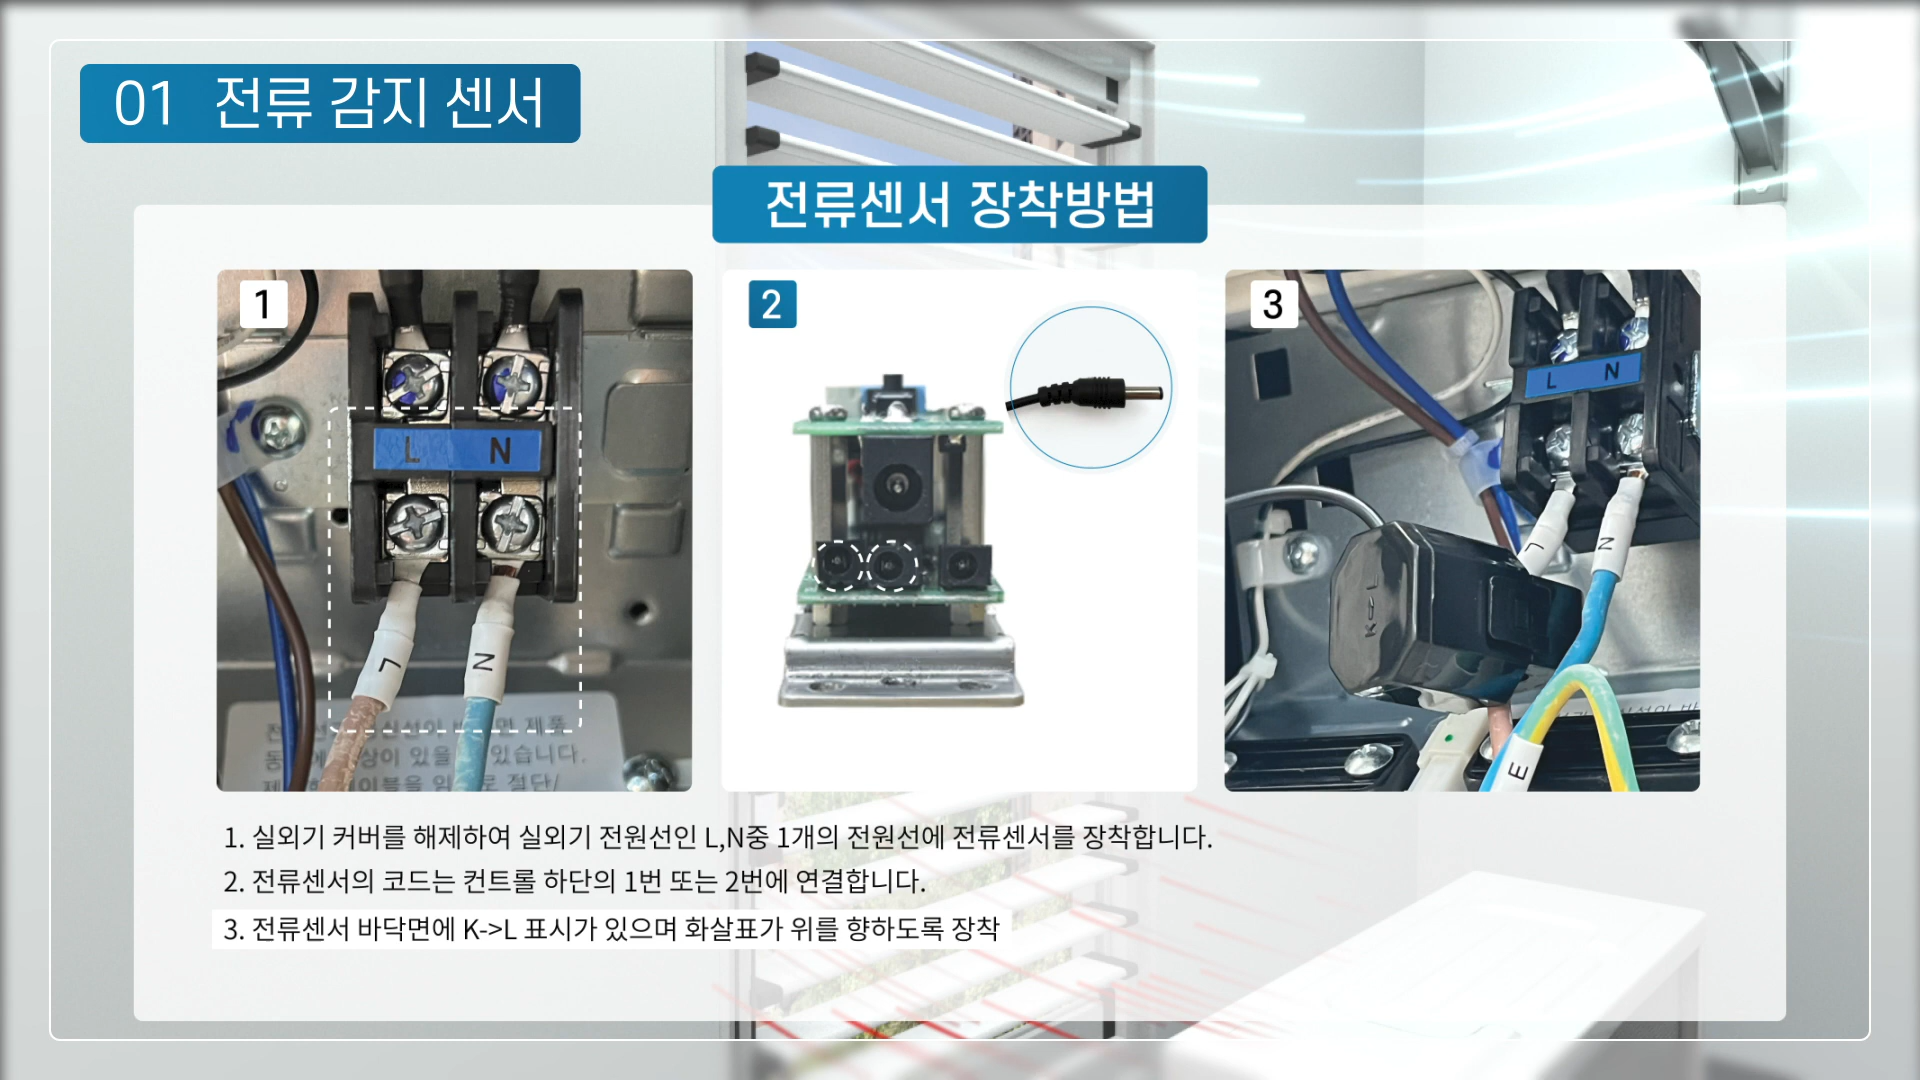 01 전류 감지 센서
전류센서 장착방법
1
L N
L N
2
3
L N
L N
K->L
E
1. 실외기 커버를 해제하여 실외기 전원선인 L,N중 1개의 전원선에 전류센서를 장착합니다.
2. 전류센서의 코드는 컨트롤 하단의 1번 또는 2번에 연결합니다.
3. 전류센서 바닥면에 K->L 표시가 있으며 화살표가 위를 향하도록 장착